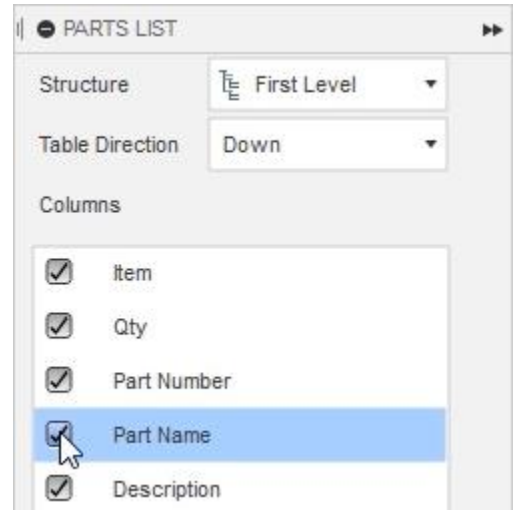 PARTS LIST
Structure First Level
Table Direction Down
Columns
Item
Qty
Part Number
Part Name
Description